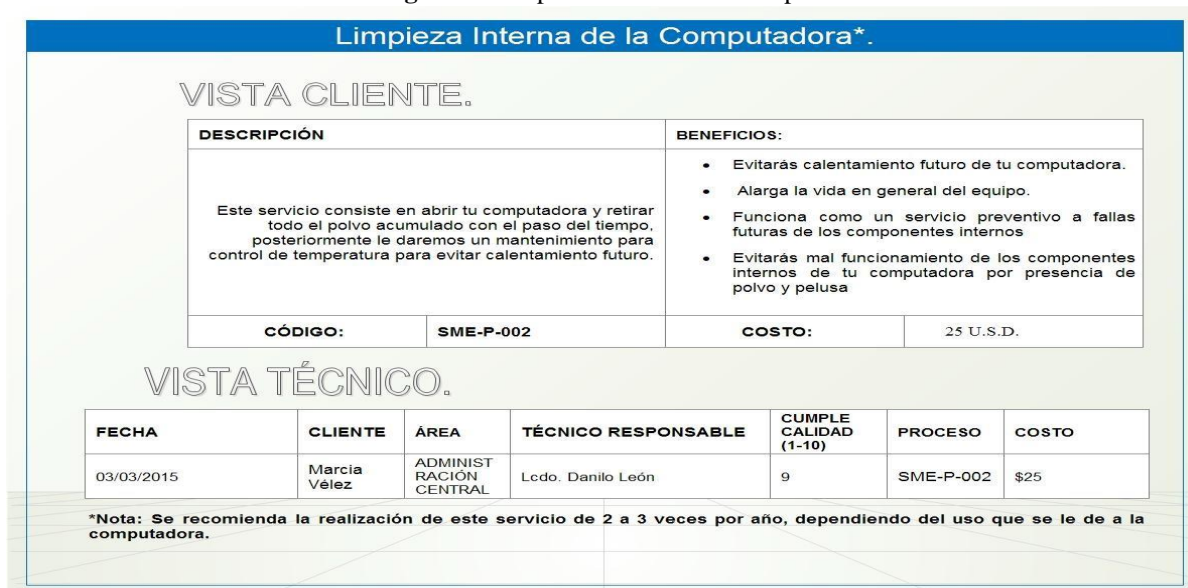 Limpieza Interna de la Computadora*.
VISTA CLIENTE.
DESCRIPCIÓN
BENEFICIOS:
Este servicio consiste en abrir tu computadora y retirar
todo el polvo acumulado con el paso del tiempo,
posteriormente le daremos un mantenimiento para
control de temperatura para evitar calentamiento futuro.
• Evitarás calentamiento futuro de tu computadora.
• Alarga la vida en general del equipo.
• Funciona como un servicio preventivo a fallas
futuras de los componentes internos
• Evitarás mal funcionamiento de los componentes
internos de tu computadora por presencia de
polvo y pelusa
CÓDIGO: SME-P-002 COSTO: 25 U.S.D.
VISTA TÉCNICO.
FECHA CLIENTE ÁREA TÉCNICO RESPONSABLE CUMPLE
CALIDAD
(1-10) PROCESO COSTO
03/03/2015 Marcia
Vélez ADMINIST
RACIÓN
CENTRAL Lcdo. Danilo León 9 SME-P-002 $25
*Nota: Se recomienda la realización de este servicio de 2 a 3 veces por año, dependiendo del uso que se le de a la
computadora.